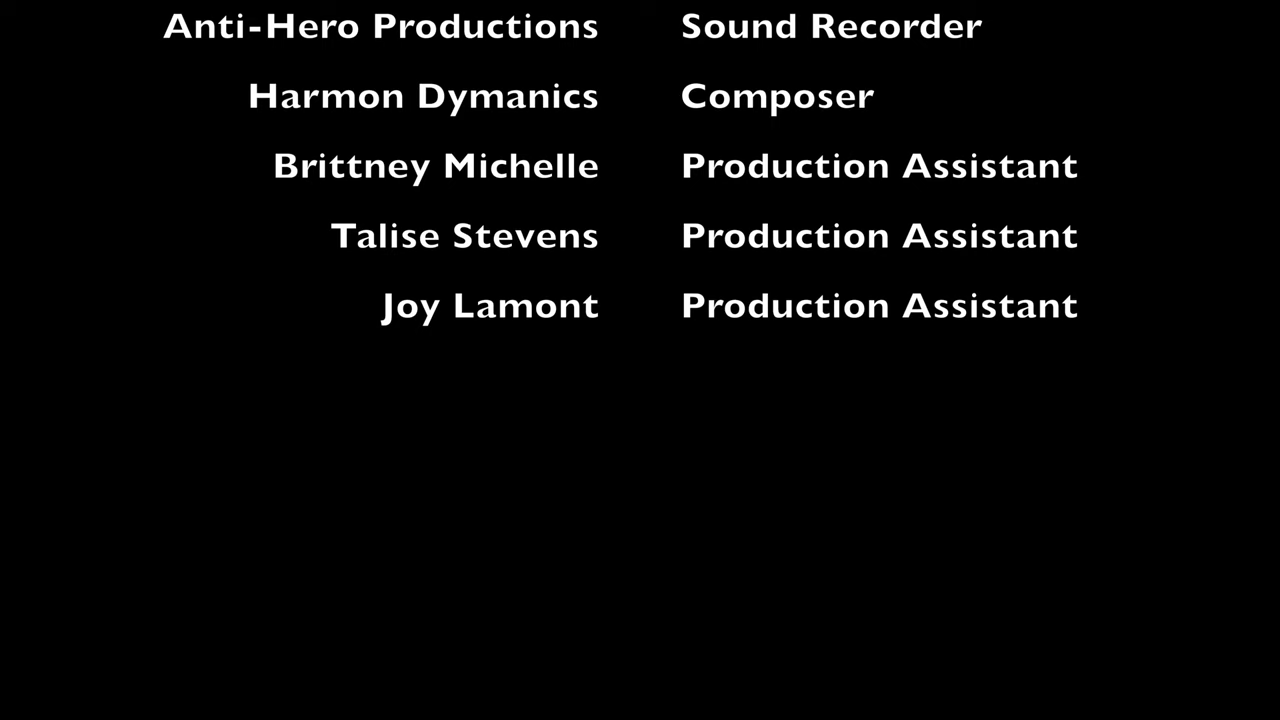 Anti-Hero Productions Sound Recorder
Harmon Dymanics Composer
Brittney Michelle Production Assistant
Talise Stevens Production Assistant
Joy Lamont Production Assistant